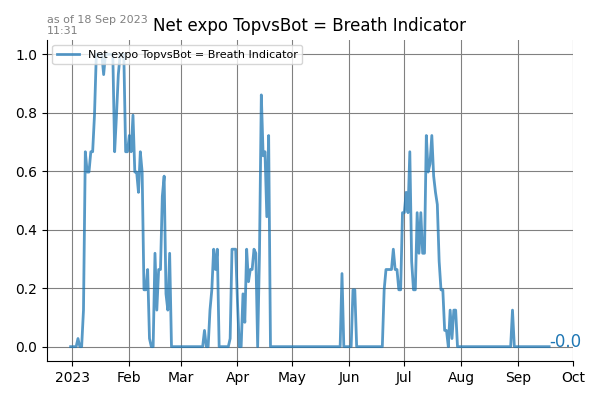 as of 18 Sep 2023
11:31
Net expo TopvsBot = Breath Indicator
Net expo TopvsBot = Breath Indicator
1.0
0.8
0.6
0.4
0.2
0.0
-0.0
2023 Feb Mar Apr May Jun Jul Aug Sep Oct